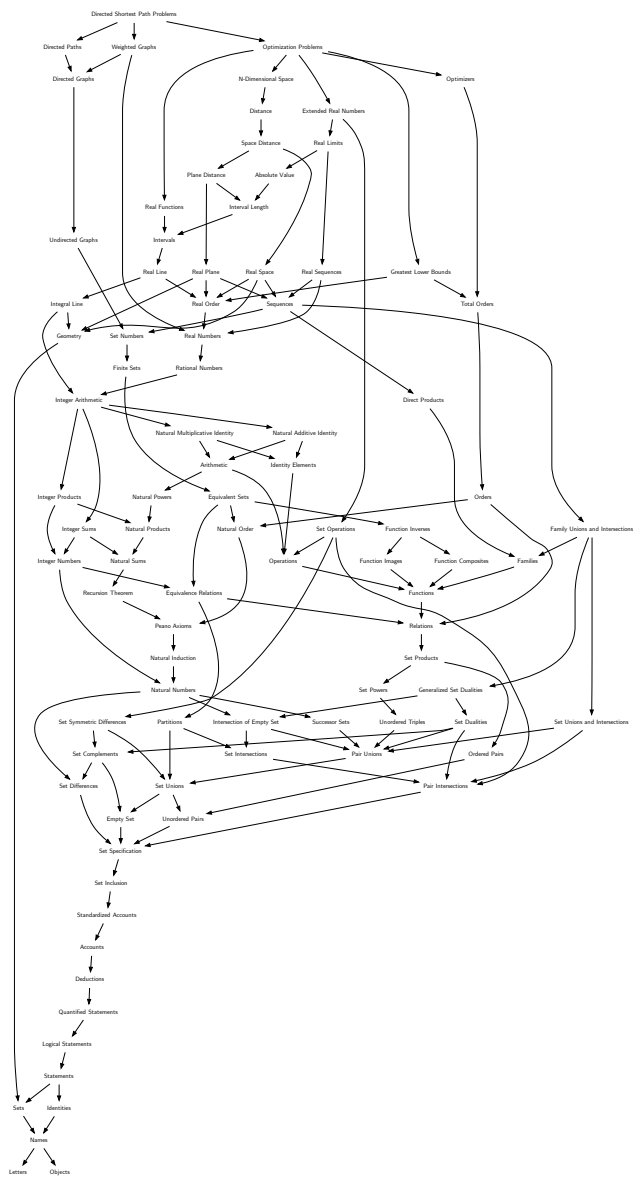 Directed Shortest Path Problems
Directed Paths
Weighted Graphs
Optimization Problems
Directed Graphs
N-Dimensional Space
Optimizers
Distance
Extended Real Numbers
Space Distance
Real Limits
Plane Distance
Absolute Value
Real Functions
Interval Length
Undirected Graphs
Intervals
Real Line
Real Plane
Real Space
Real Sequences
Greatest Lower Bounds
Integral Line
Real Order
Sequences
Total Orders
Geometry
Set Numbers
Real Numbers
Finite Sets
Rational Numbers
Integer Arithmetic
Direct Products
Natural Multiplicative Identity
Natural Additive Identity
Arithmetic
Identity Elements
Integer Products
Natural Powers
Equivalent Sets
Orders
Integer Sums
Natural Products
Natural Order
Set Operations
Function Inverses
Family Unions and Intersections
Integer Numbers
Natural Sums
Operations
Function Images
Function Composites
Families
Recursion Theorem
Equivalence Relations
Functions
Peano Axioms
Relations
Natural Induction
Set Products
Natural Numbers
Set Powers
Generalized Set Dualities
Set Symmetric Differences
Partitions
Intersection of Empty Set
Successor Sets
Unordered Triples
Set Dualities
Set Unions and Intersections
Set Complements
Set Intersections
Pair Unions
Ordered Pairs
Set Differences
Set Unions
Pair Intersections
Empty Set
Unordered Pairs
Set Specification
Set Inclusion
Standardized Accounts
Accounts
Deductions
Quantified Statements
Logical Statements
Statements
Sets
Identities
Names
Letters
Objects